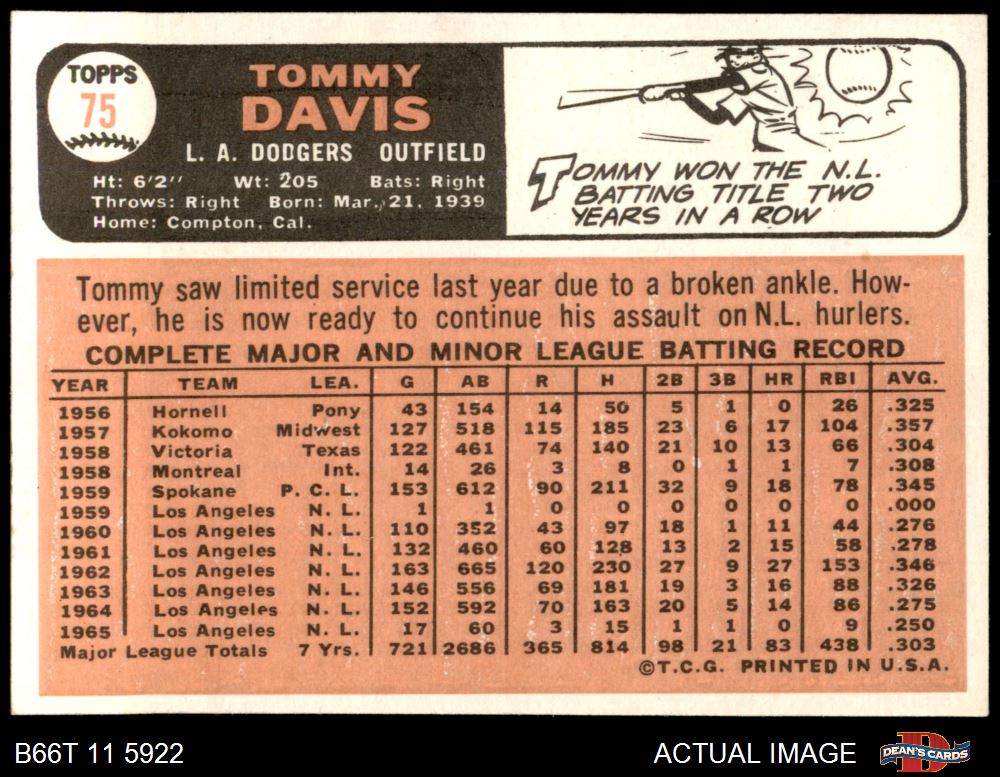 TOPPS
75
TOMMY
DAVIS
L. A. DODGERS OUTFIELD
Ht: 6'2'' Wt: 205 Bats: Right
Throws: Right Born: Mar. 21, 1939
Home: Compton, Cal.
TOMMY WON THE N.L.
BATTING TITLE TWO
YEARS IN A ROW
Tommy saw limited service last year due to a broken ankle. How-
ever, he is now ready to continue his assault on N.L. hurlers.
COMPLETE MAJOR AND MINOR LEAGUE BATTING RECORD
YEAR TEAM LEA. G AB R H 2B 3B HR RBI AVG.
1956 Hornell Pony 43 154 14 50 5 1 0 26 .325
1957 Kokomo Midwest 127 518 115 185 23 6 17 104 .357
1958 Victoria Texas 122 461 74 140 21 10 13 66 .304
1958 Montreal Int. 14 26 3 8 0 1 1 7 .308
1959 Spokane P. C. L. 153 612 90 211 32 9 18 78 .345
1959 Los Angeles N. L. 1 1 0 0 0 0 0 0 .000
1960 Los Angeles N. L. 110 352 43 97 18 1 11 44 .276
1961 Los Angeles N. L. 132 460 60 128 13 2 15 58 .278
1962 Los Angeles N. L. 163 665 120 230 27 9 27 153 .346
1963 Los Angeles N. L. 146 556 69 181 19 3 16 88 .326
1964 Los Angeles N. L. 152 592 70 163 20 5 14 86 .275
1965 Los Angeles N. L. 17 60 3 15 1 1 0 9 .250
Major League Totals 7 Yrs. 721 2686 365 814 98 21 83 438 .303
©T.C.G. PRINTED IN U.S.A.
B66T 11 5922
ACTUAL IMAGE
DEAN'S CARDS